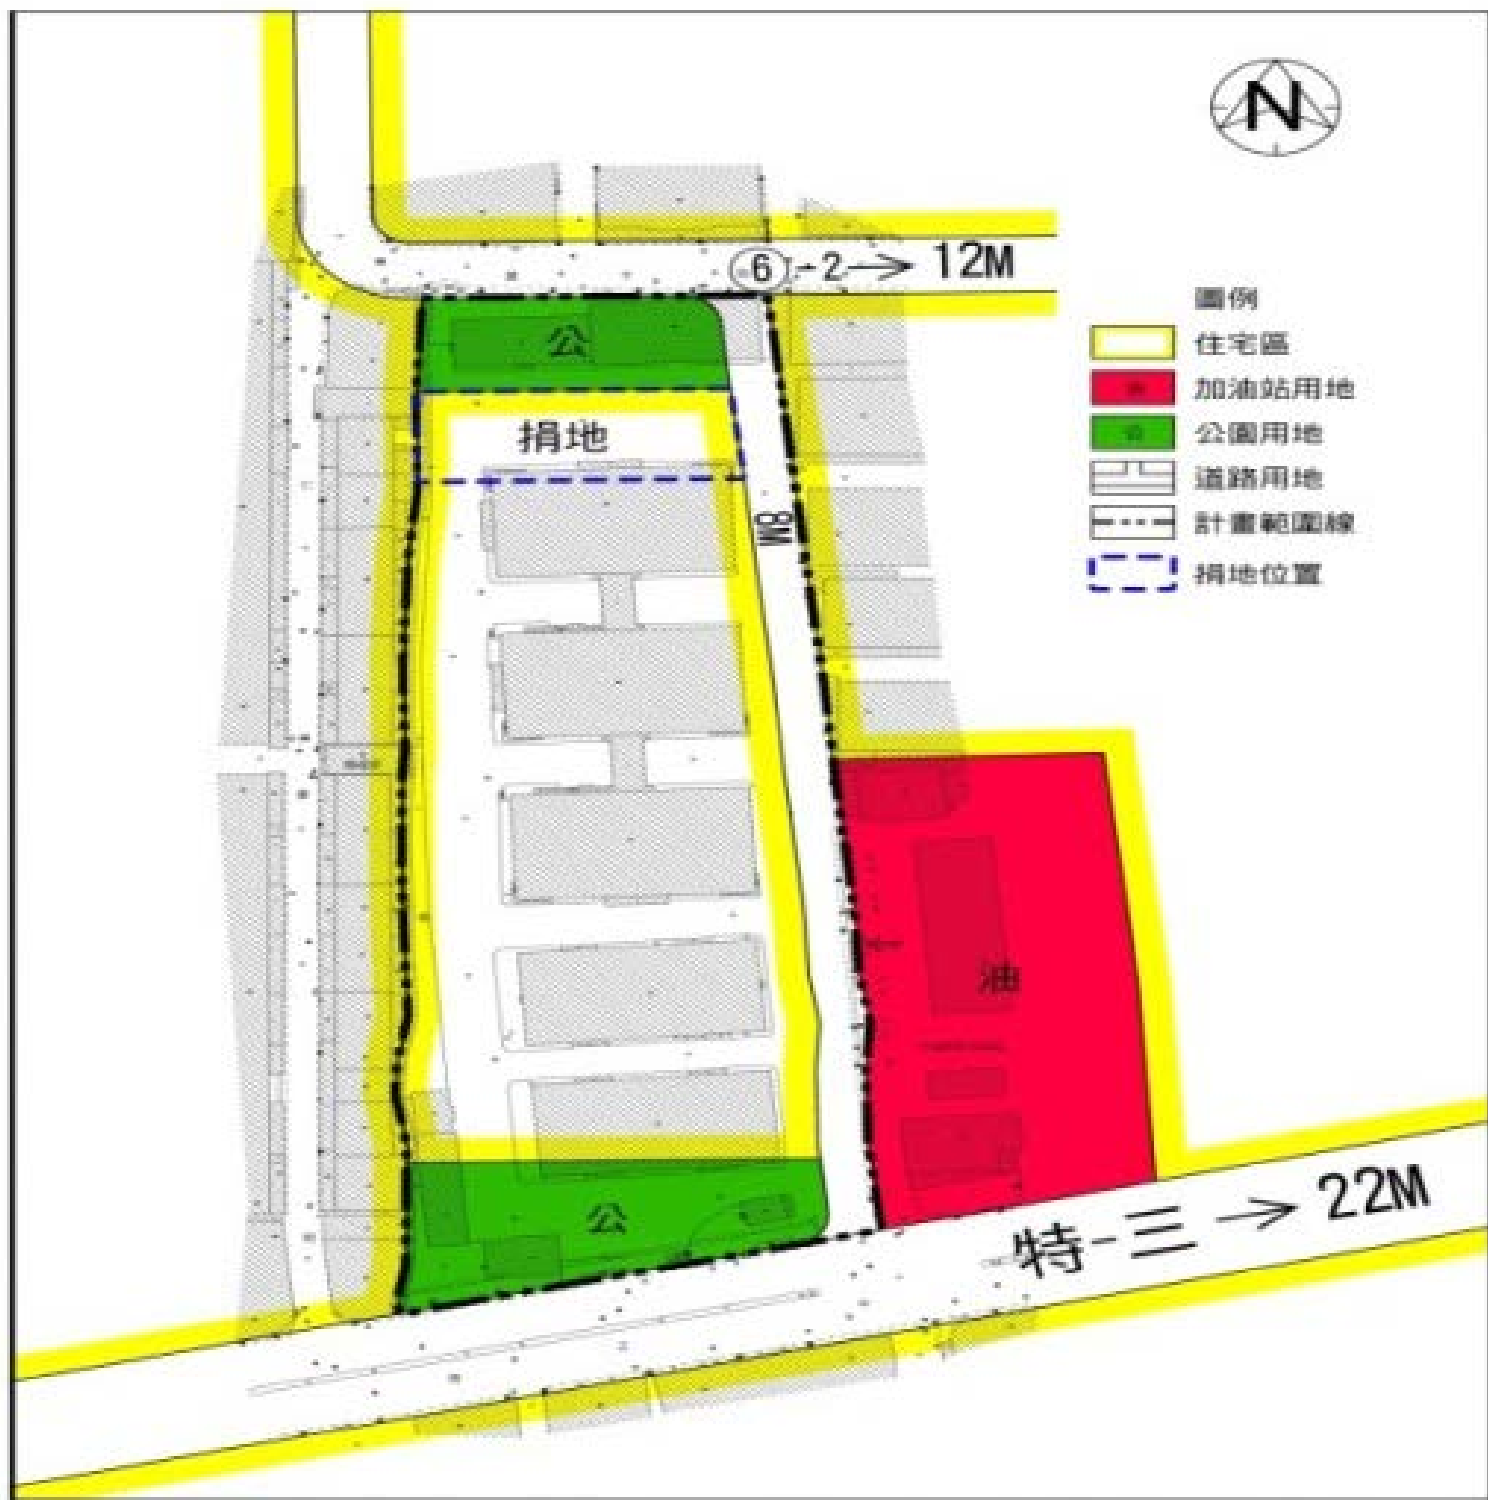 N
⑥-2→ 12M
圖例
住宅區
加油站用地
公園用地
道路用地
計畫範圍線
捐地位置
公
捐地
8M
油
公
特-三→ 22M